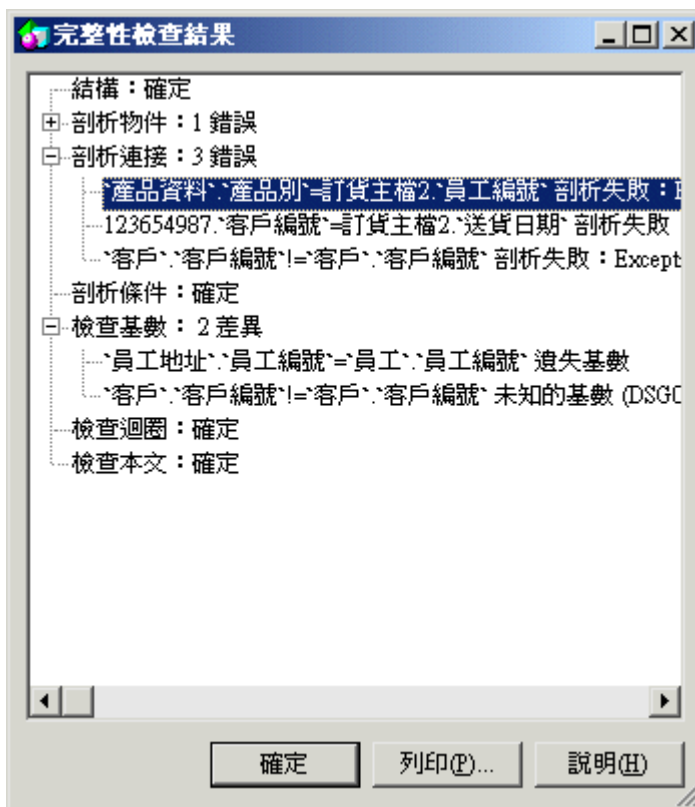 完整性檢查結果
結構：確定
剖析物件：1 錯誤
剖析連接：3 錯誤
`產品資料`.`產品別`=訂貨主檔2.`員工編號` 剖析失敗：E
123654987.`客戶編號`=訂貨主檔2.`送貨日期` 剖析失敗
`客戶`.`客戶編號`!=`客戶`.`客戶編號` 剖析失敗：Except
剖析條件：確定
檢查基數： 2 差異
`員工地址`.`員工編號`=`員工`.`員工編號` 遺失基數
`客戶`.`客戶編號`!=`客戶`.`客戶編號` 未知的基數 (DSGC
檢查迴圈：確定
檢查本文：確定
確定
列印(P)...
說明(H)